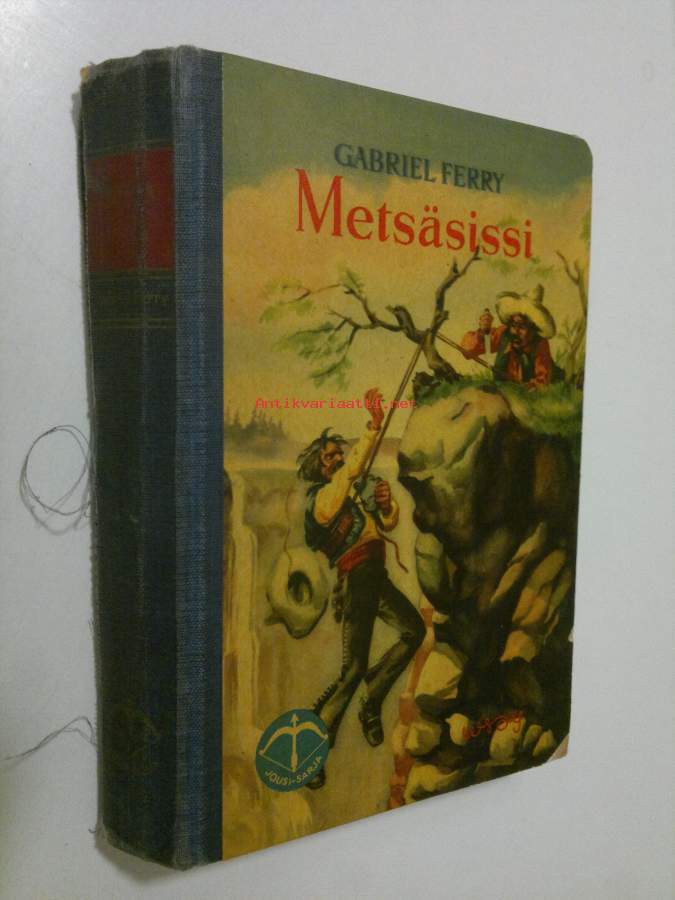 GABRIEL FERRY
Metsäsissi
Antikvariaatti.net
JOUSI-SARJA